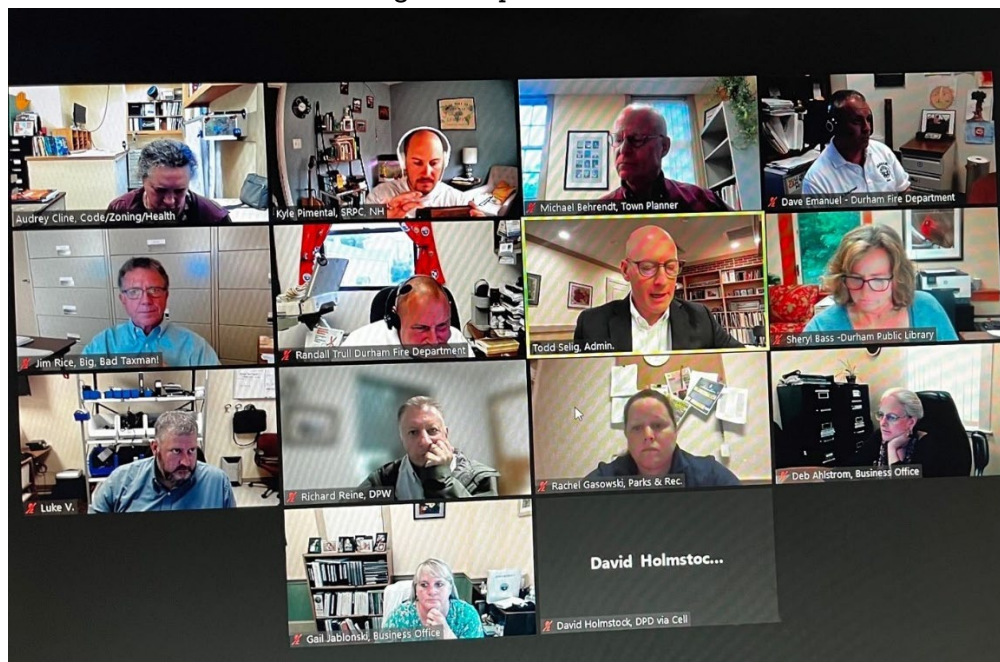 Audrey Cline, Code/Zoning/Health
Kyle Pimental, SRPC, NH
Michael Behrendt, Town Planner
Dave Emanuel - Durham Fire Department
Jim Rice, Big, Bad Taxman!
Randall Trull Durham Fire Department
Todd Selig, Admin.
Sheryl Bass -Durham Public Library
Luke V.
Richard Reine, DPW
Rachel Gasowski, Parks & Rec.
Deb Ahlstrom, Business Office
Gail Jablonski, Business Office
David Holmstoc...
David Holmstock, DPD via Cell